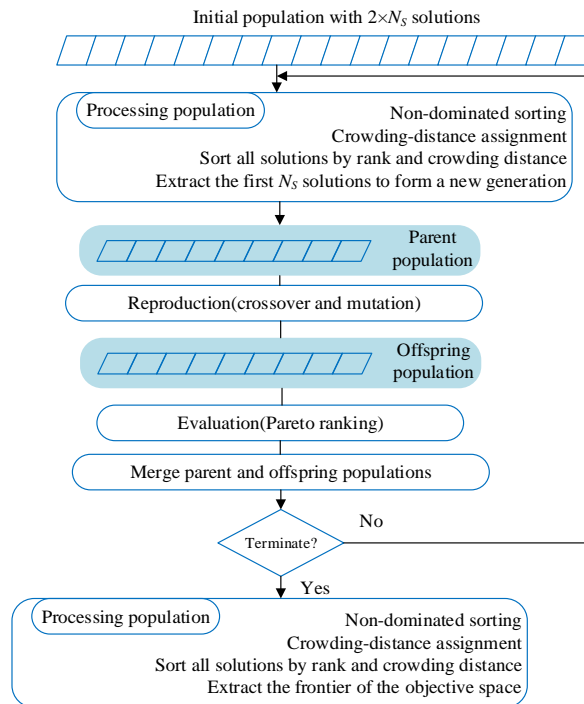 Initial population with 2×N_S solutions
Processing population
Non-dominated sorting
Crowding-distance assignment
Sort all solutions by rank and crowding distance
Extract the first N_S solutions to form a new generation
Parent
population
Reproduction(crossover and mutation)
Offspring
population
Evaluation(Pareto ranking)
Merge parent and offspring populations
Terminate?
No
Yes
Processing population
Non-dominated sorting
Crowding-distance assignment
Sort all solutions by rank and crowding distance
Extract the frontier of the objective space